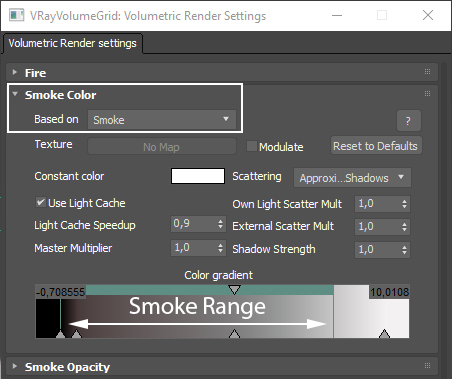 VRayVolumeGrid: Volumetric Render Settings
Volumetric Render settings
Fire
Smoke Color
Based on Smoke ?
Texture No Map Modulate Reset to Defaults
Constant color Scattering Approxi...Shadows
Use Light Cache Own Light Scatter Mult 1,0
Light Cache Speedup 0,9 External Scatter Mult 1,0
Master Multiplier 1,0 Shadow Strength 1,0
Color gradient
-0,708555 10,0108
Smoke Range
Smoke Opacity